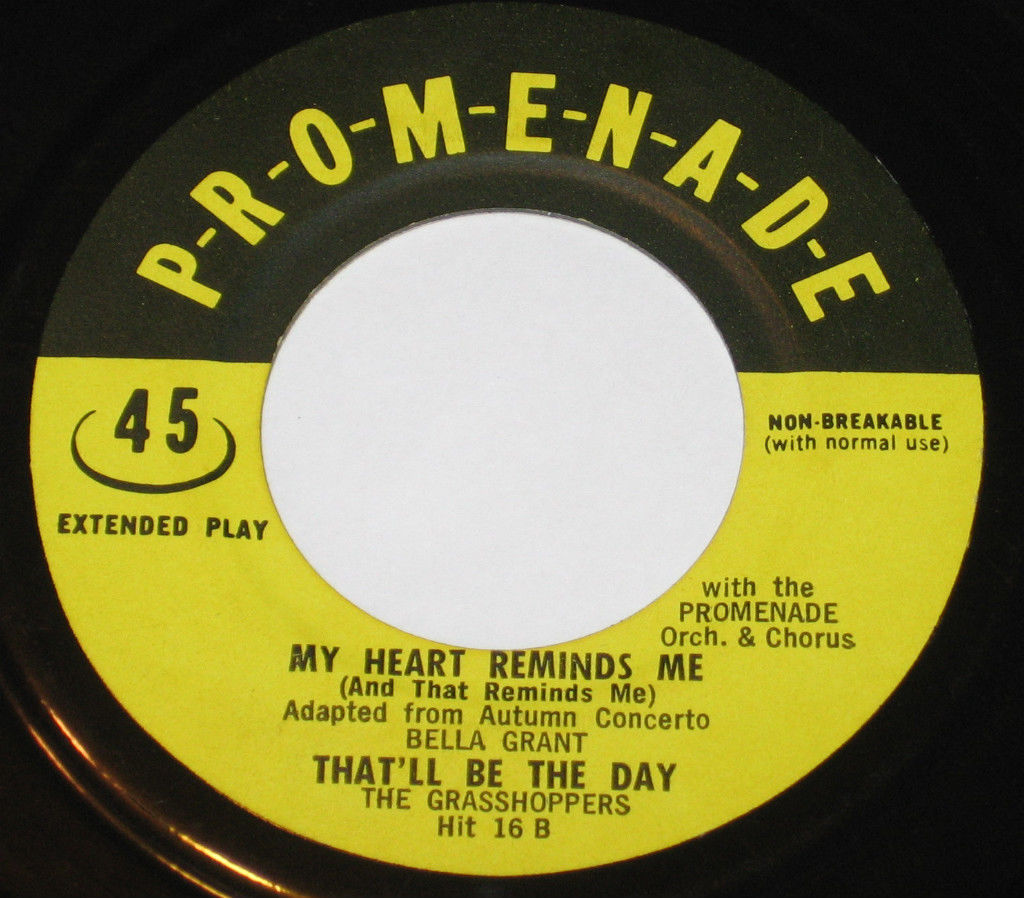 P-R-O-M-E-N-A-D-E
45
EXTENDED PLAY
NON-BREAKABLE
(with normal use)
with the
PROMENADE
Orch. & Chorus
MY HEART REMINDS ME
(And That Reminds Me)
Adapted from Autumn Concerto
BELLA GRANT
THAT'LL BE THE DAY
THE GRASSHOPPERS
Hit 16 B